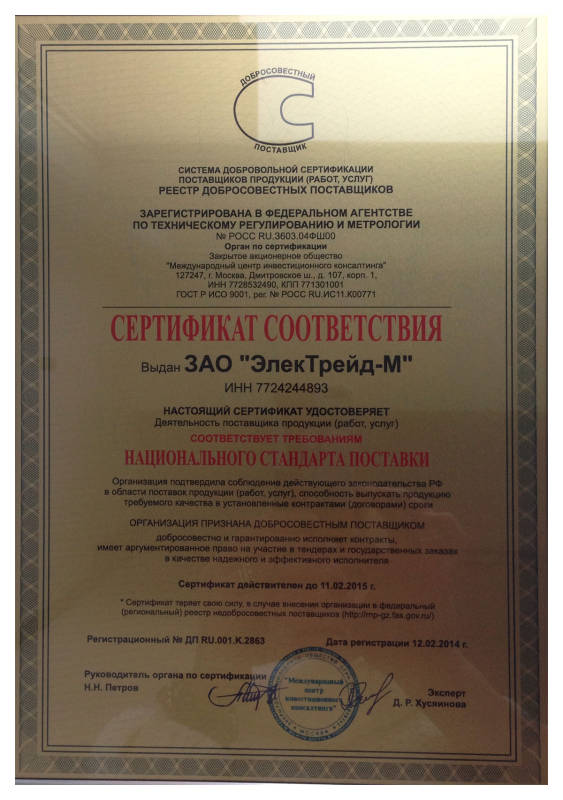 ДОБРОСОВЕСТНЫЙ
С
ПОСТАВЩИК
СИСТЕМА ДОБРОВОЛЬНОЙ СЕРТИФИКАЦИИ
ПОСТАВЩИКОВ ПРОДУКЦИИ (РАБОТ, УСЛУГ)
РЕЕСТР ДОБРОСОВЕСТНЫХ ПОСТАВЩИКОВ
ЗАРЕГИСТРИРОВАНА В ФЕДЕРАЛЬНОМ АГЕНТСТВЕ
ПО ТЕХНИЧЕСКОМУ РЕГУЛИРОВАНИЮ И МЕТРОЛОГИИ
№ РОСС RU.3603.04ФШ00
Орган по сертификации
Закрытое акционерное общество
"Международный центр инвестиционного консалтинга"
127247, г. Москва, Дмитровское ш., д. 107, корп. 1,
ИНН 7728532490, КПП 771301001
ГОСТ Р ИСО 9001, рег. № РОСС RU.ИС11.К00771
СЕРТИФИКАТ СООТВЕТСТВИЯ
Выдан ЗАО "ЭлекТрейд-М"
ИНН 7724244893
НАСТОЯЩИЙ СЕРТИФИКАТ УДОСТОВЕРЯЕТ
Деятельность поставщика продукции (работ, услуг)
СООТВЕТСТВУЕТ ТРЕБОВАНИЯМ
НАЦИОНАЛЬНОГО СТАНДАРТА ПОСТАВКИ
Организация подтвердила соблюдение действующего законодательства РФ
в области поставок продукции (работ, услуг), способность выпускать продукцию
требуемого качества в установленные контрактами (договорами) сроки
ОРГАНИЗАЦИЯ ПРИЗНАНА ДОБРОСОВЕСТНЫМ ПОСТАВЩИКОМ
добросовестно и гарантированно исполняет контракты,
имеет аргументированное право на участие в тендерах и государственных заказах
в качестве надежного и эффективного исполнителя
Сертификат действителен до 11.02.2015 г.
* Сертификат теряет свою силу, в случае внесения организации в федеральный
(региональный) реестр недобросовестных поставщиков (http://rnp-gz.fas.gov.ru/)
Регистрационный № ДП RU.001.К.2863
Дата регистрации 12.02.2014 г.
Руководитель органа по сертификации
Н.Н. Петров
"Международный
центр
инвестиционного
консалтинга"
МОСКВА
Эксперт
Д. Р. Хусяинова